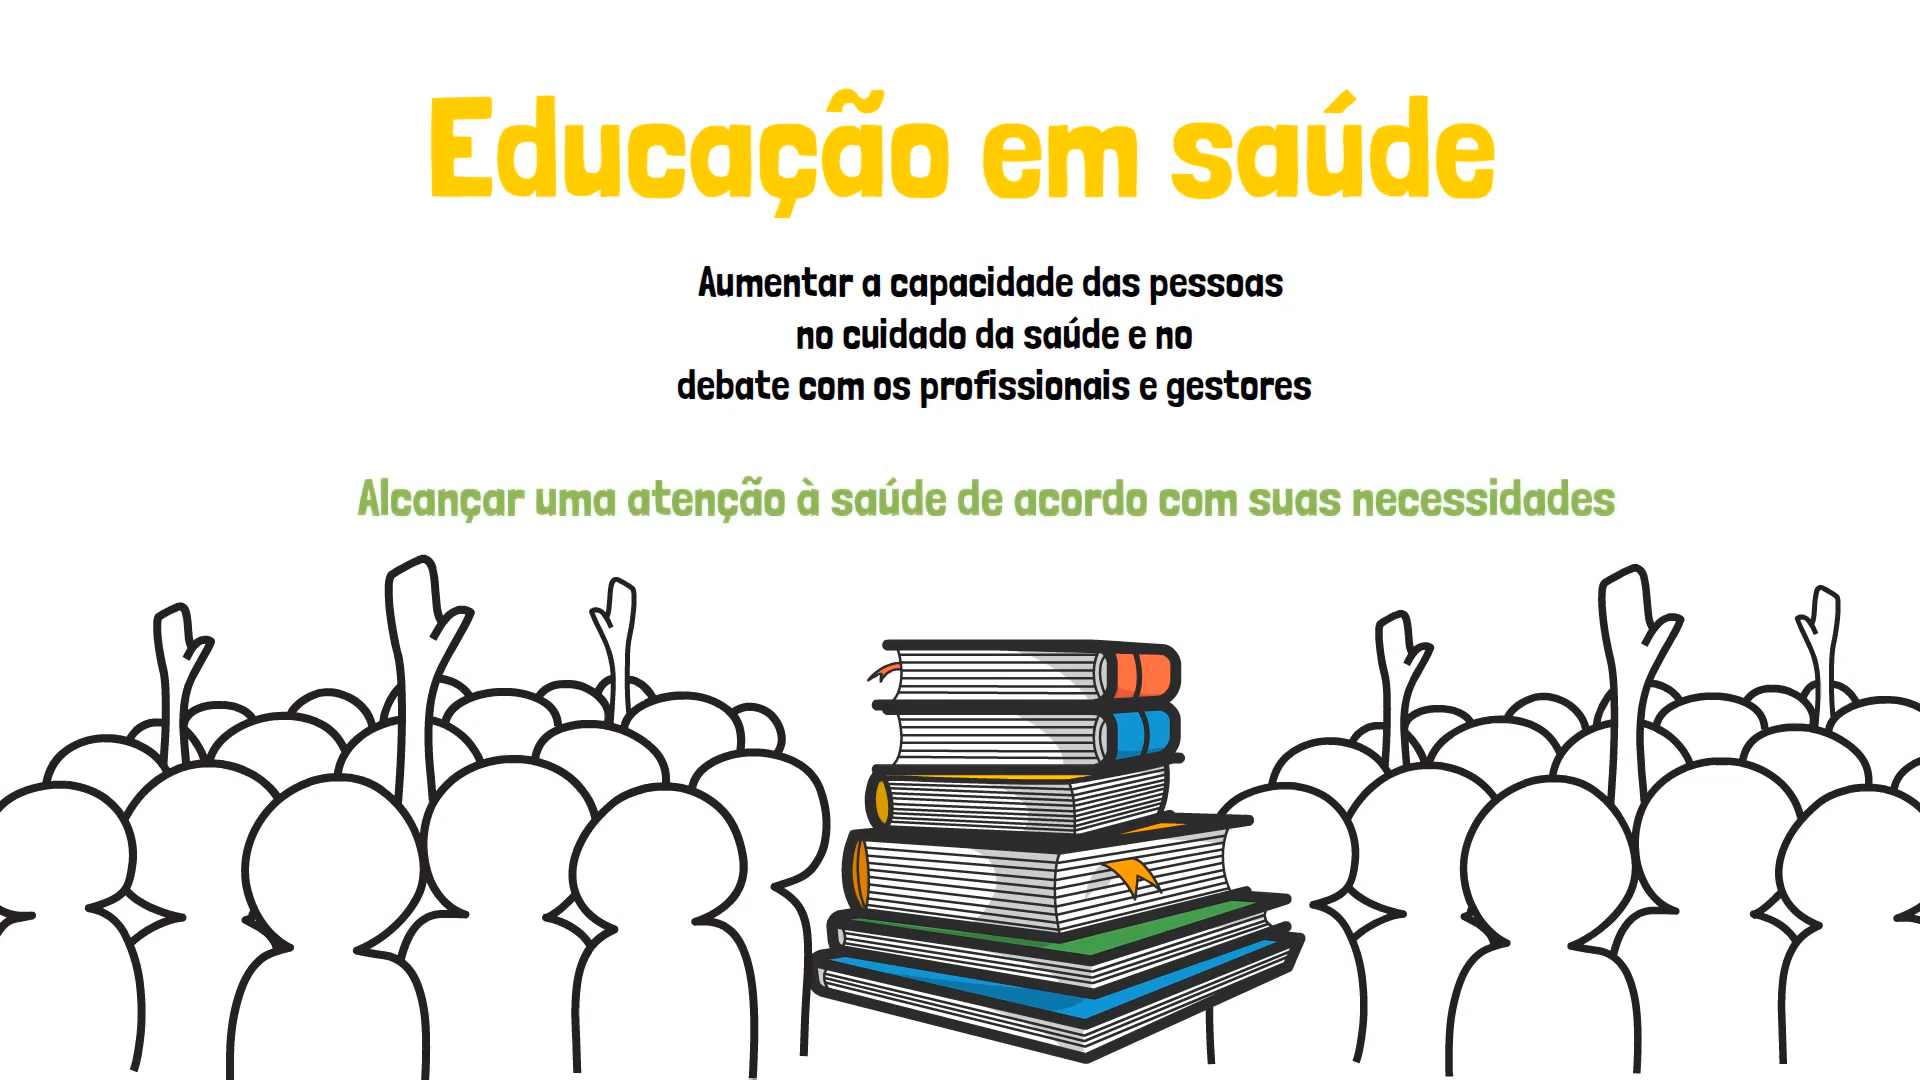 Educação em saúde
Aumentar a capacidade das pessoas
no cuidado da saúde e no
debate com os profissionais e gestores
Alcançar uma atenção à saúde de acordo com suas necessidades